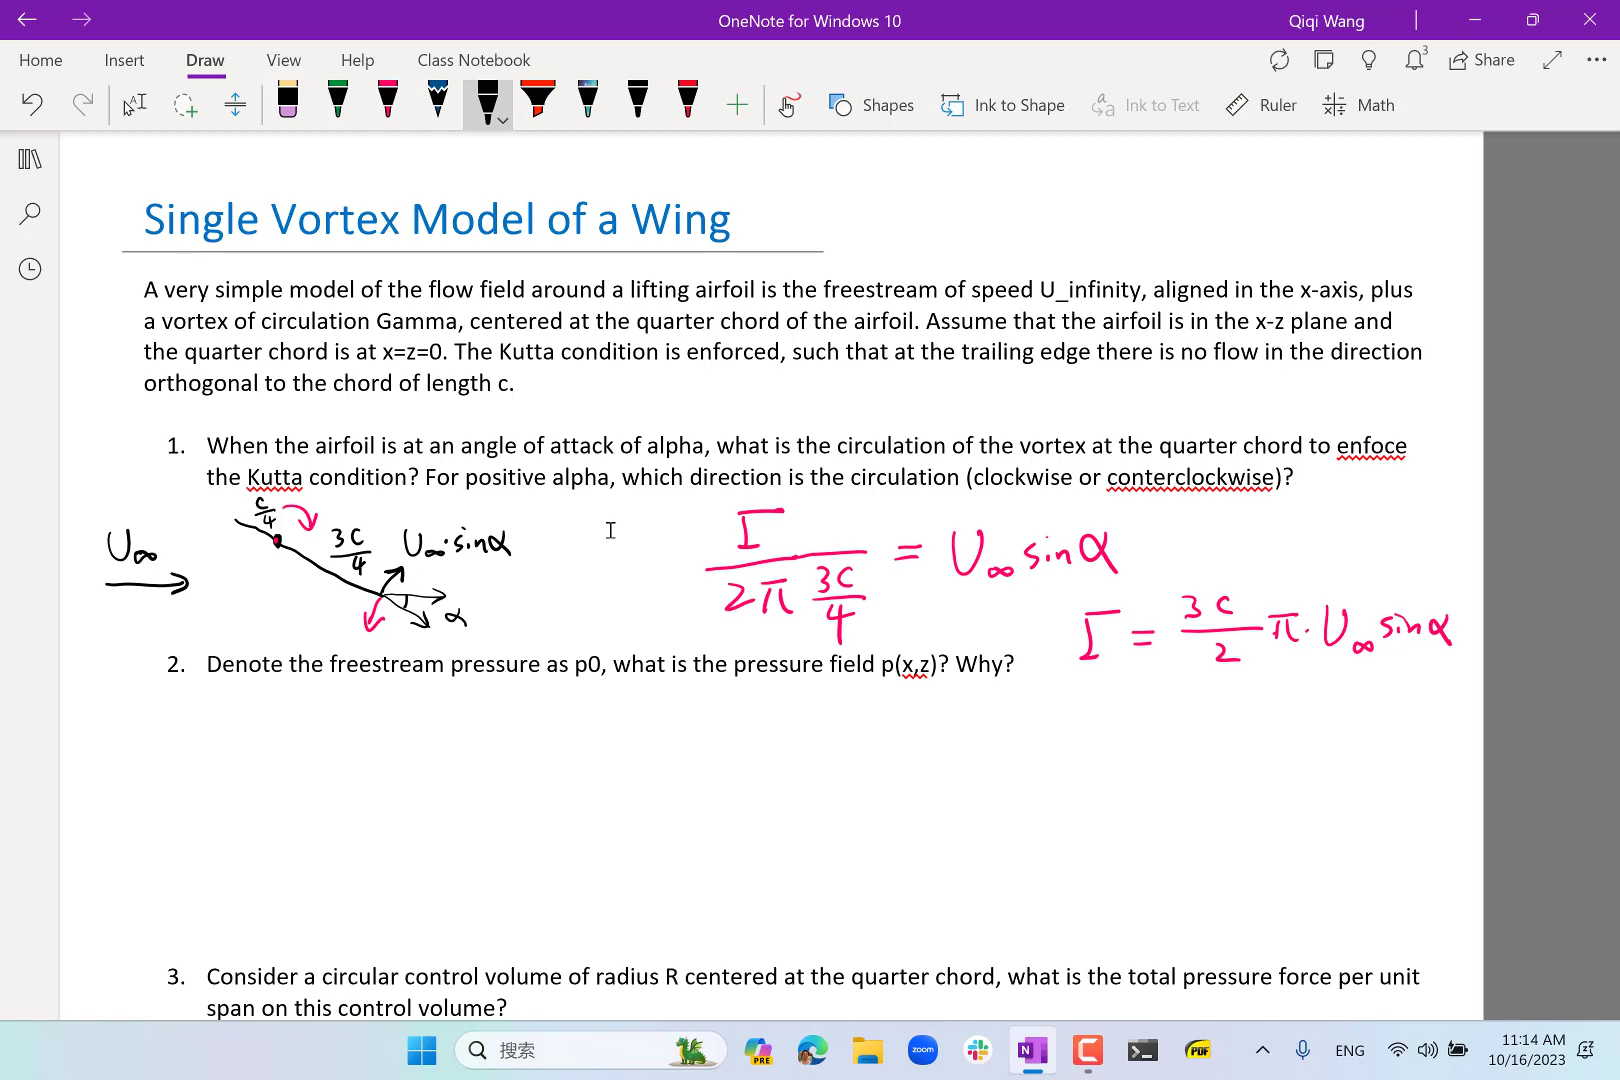 OneNote for Windows 10
Qiqi Wang
Home Insert Draw View Help Class Notebook
3
Share
Shapes
Ink to Shape
Ink to Text
Ruler
Math
Single Vortex Model of a Wing
A very simple model of the flow field around a lifting airfoil is the freestream of speed U_infinity, aligned in the x-axis, plus
a vortex of circulation Gamma, centered at the quarter chord of the airfoil. Assume that the airfoil is in the x-z plane and
the quarter chord is at x=z=0. The Kutta condition is enforced, such that at the trailing edge there is no flow in the direction
orthogonal to the chord of length c.
1. When the airfoil is at an angle of attack of alpha, what is the circulation of the vortex at the quarter chord to enfoce
the Kutta condition? For positive alpha, which direction is the circulation (clockwise or conterclockwise)?
U∞
c/4
3c/4
U∞·sinα
α
Γ/(2π 3c/4) = U∞ sinα
Γ = 3c/2 π·U∞ sinα
2. Denote the freestream pressure as p0, what is the pressure field p(x,z)? Why?
3. Consider a circular control volume of radius R centered at the quarter chord, what is the total pressure force per unit
span on this control volume?
搜索
PRE
zoom
N
PDF
ENG
11:14 AM
10/16/2023